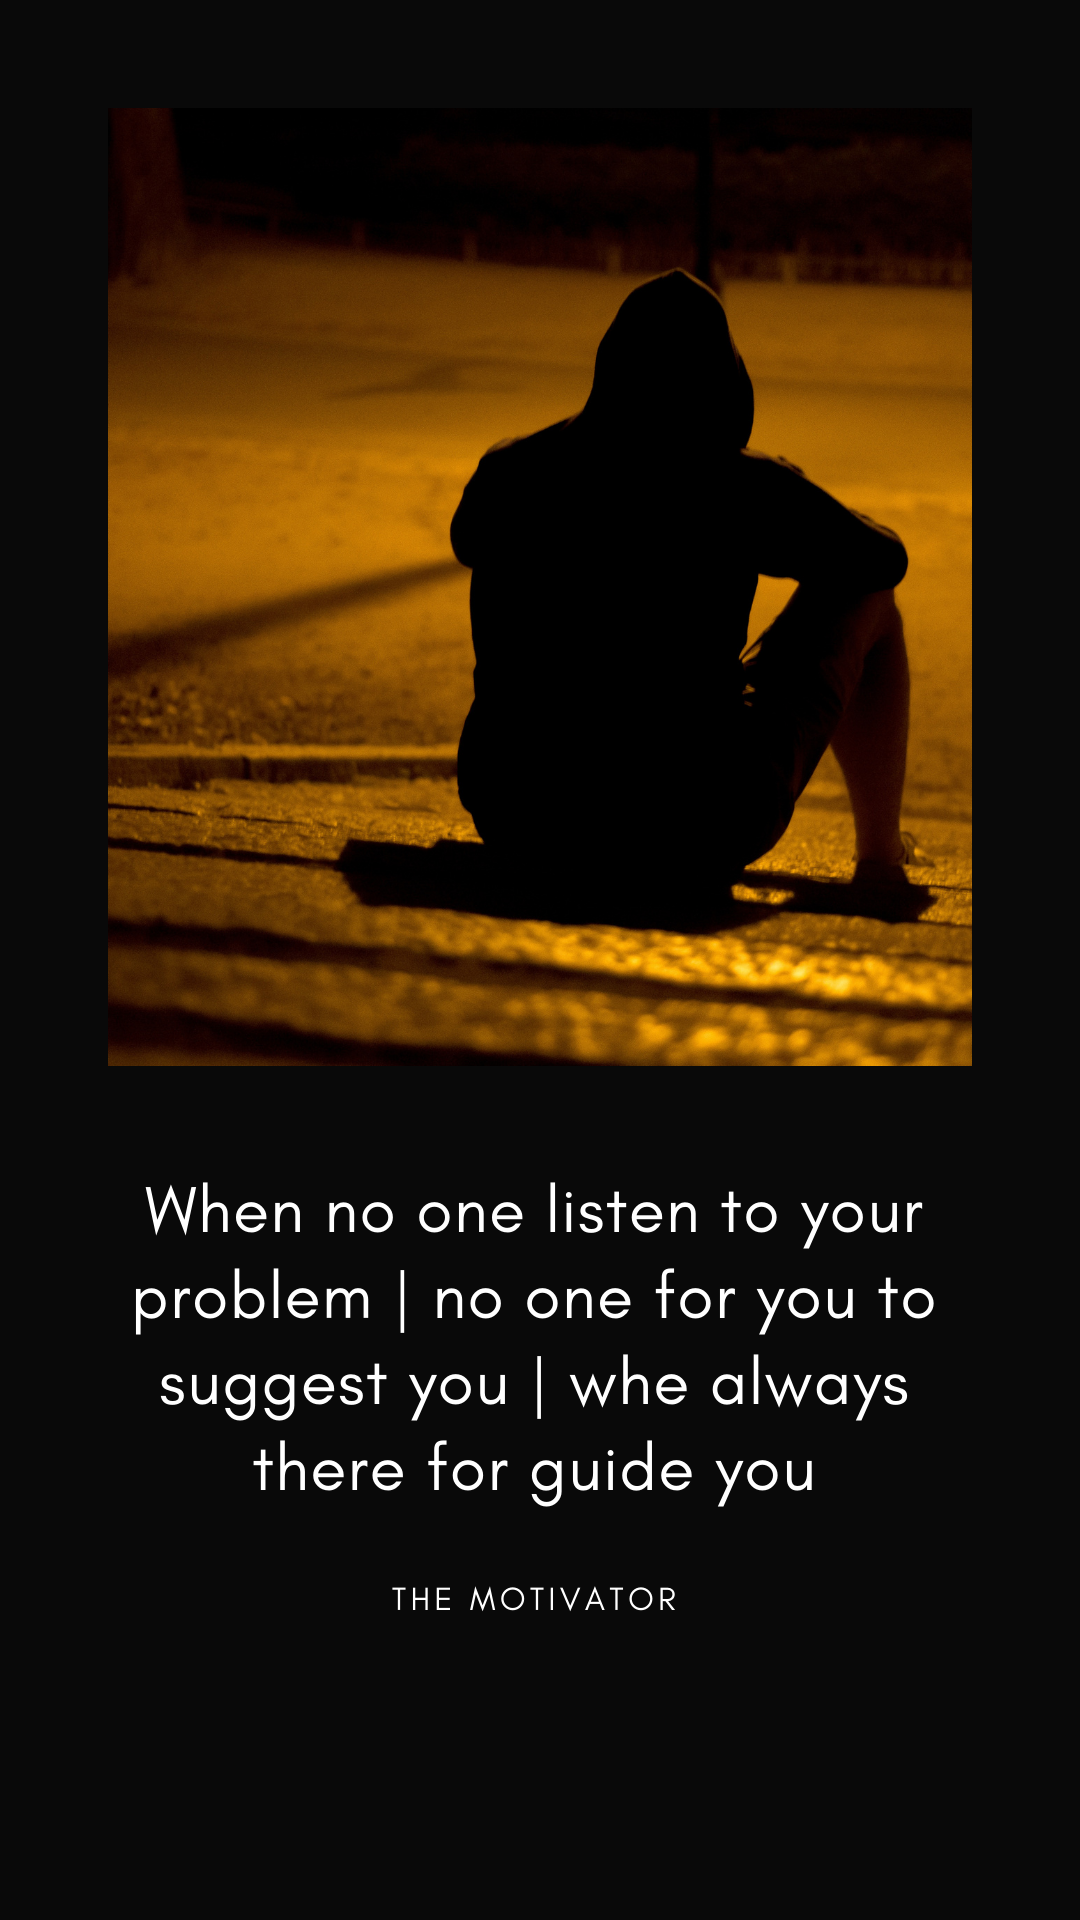 When no one listen to your
problem | no one for you to
suggest you | whe always
there for guide you
THE MOTIVATOR